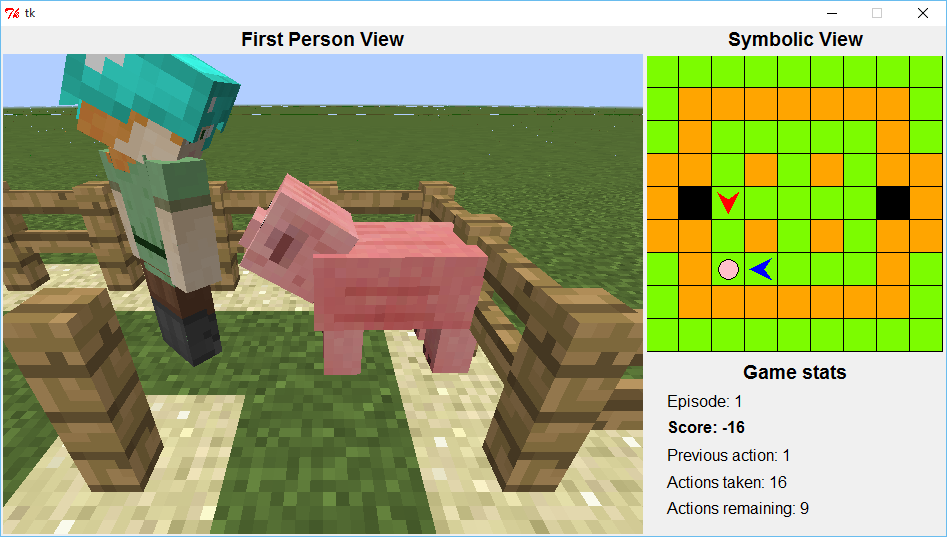 tk
First Person View
Symbolic View
Game stats
Episode: 1
Score: -16
Previous action: 1
Actions taken: 16
Actions remaining: 9